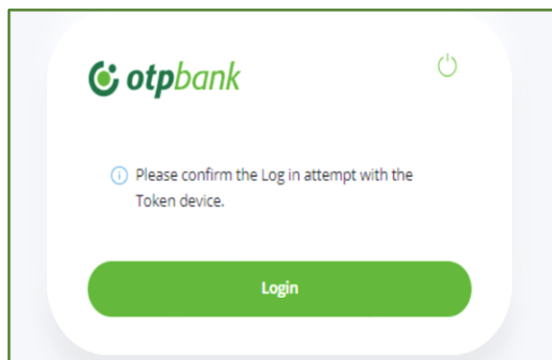 otpbank
Please confirm the Log in attempt with the
Token device.
Login